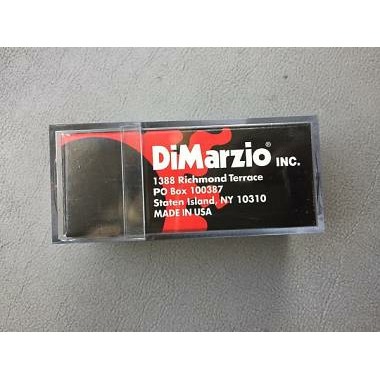 DiMarzio® INC.
1388 Richmond Terrace
PO Box 100387
Staten Island, NY 10310
MADE IN USA